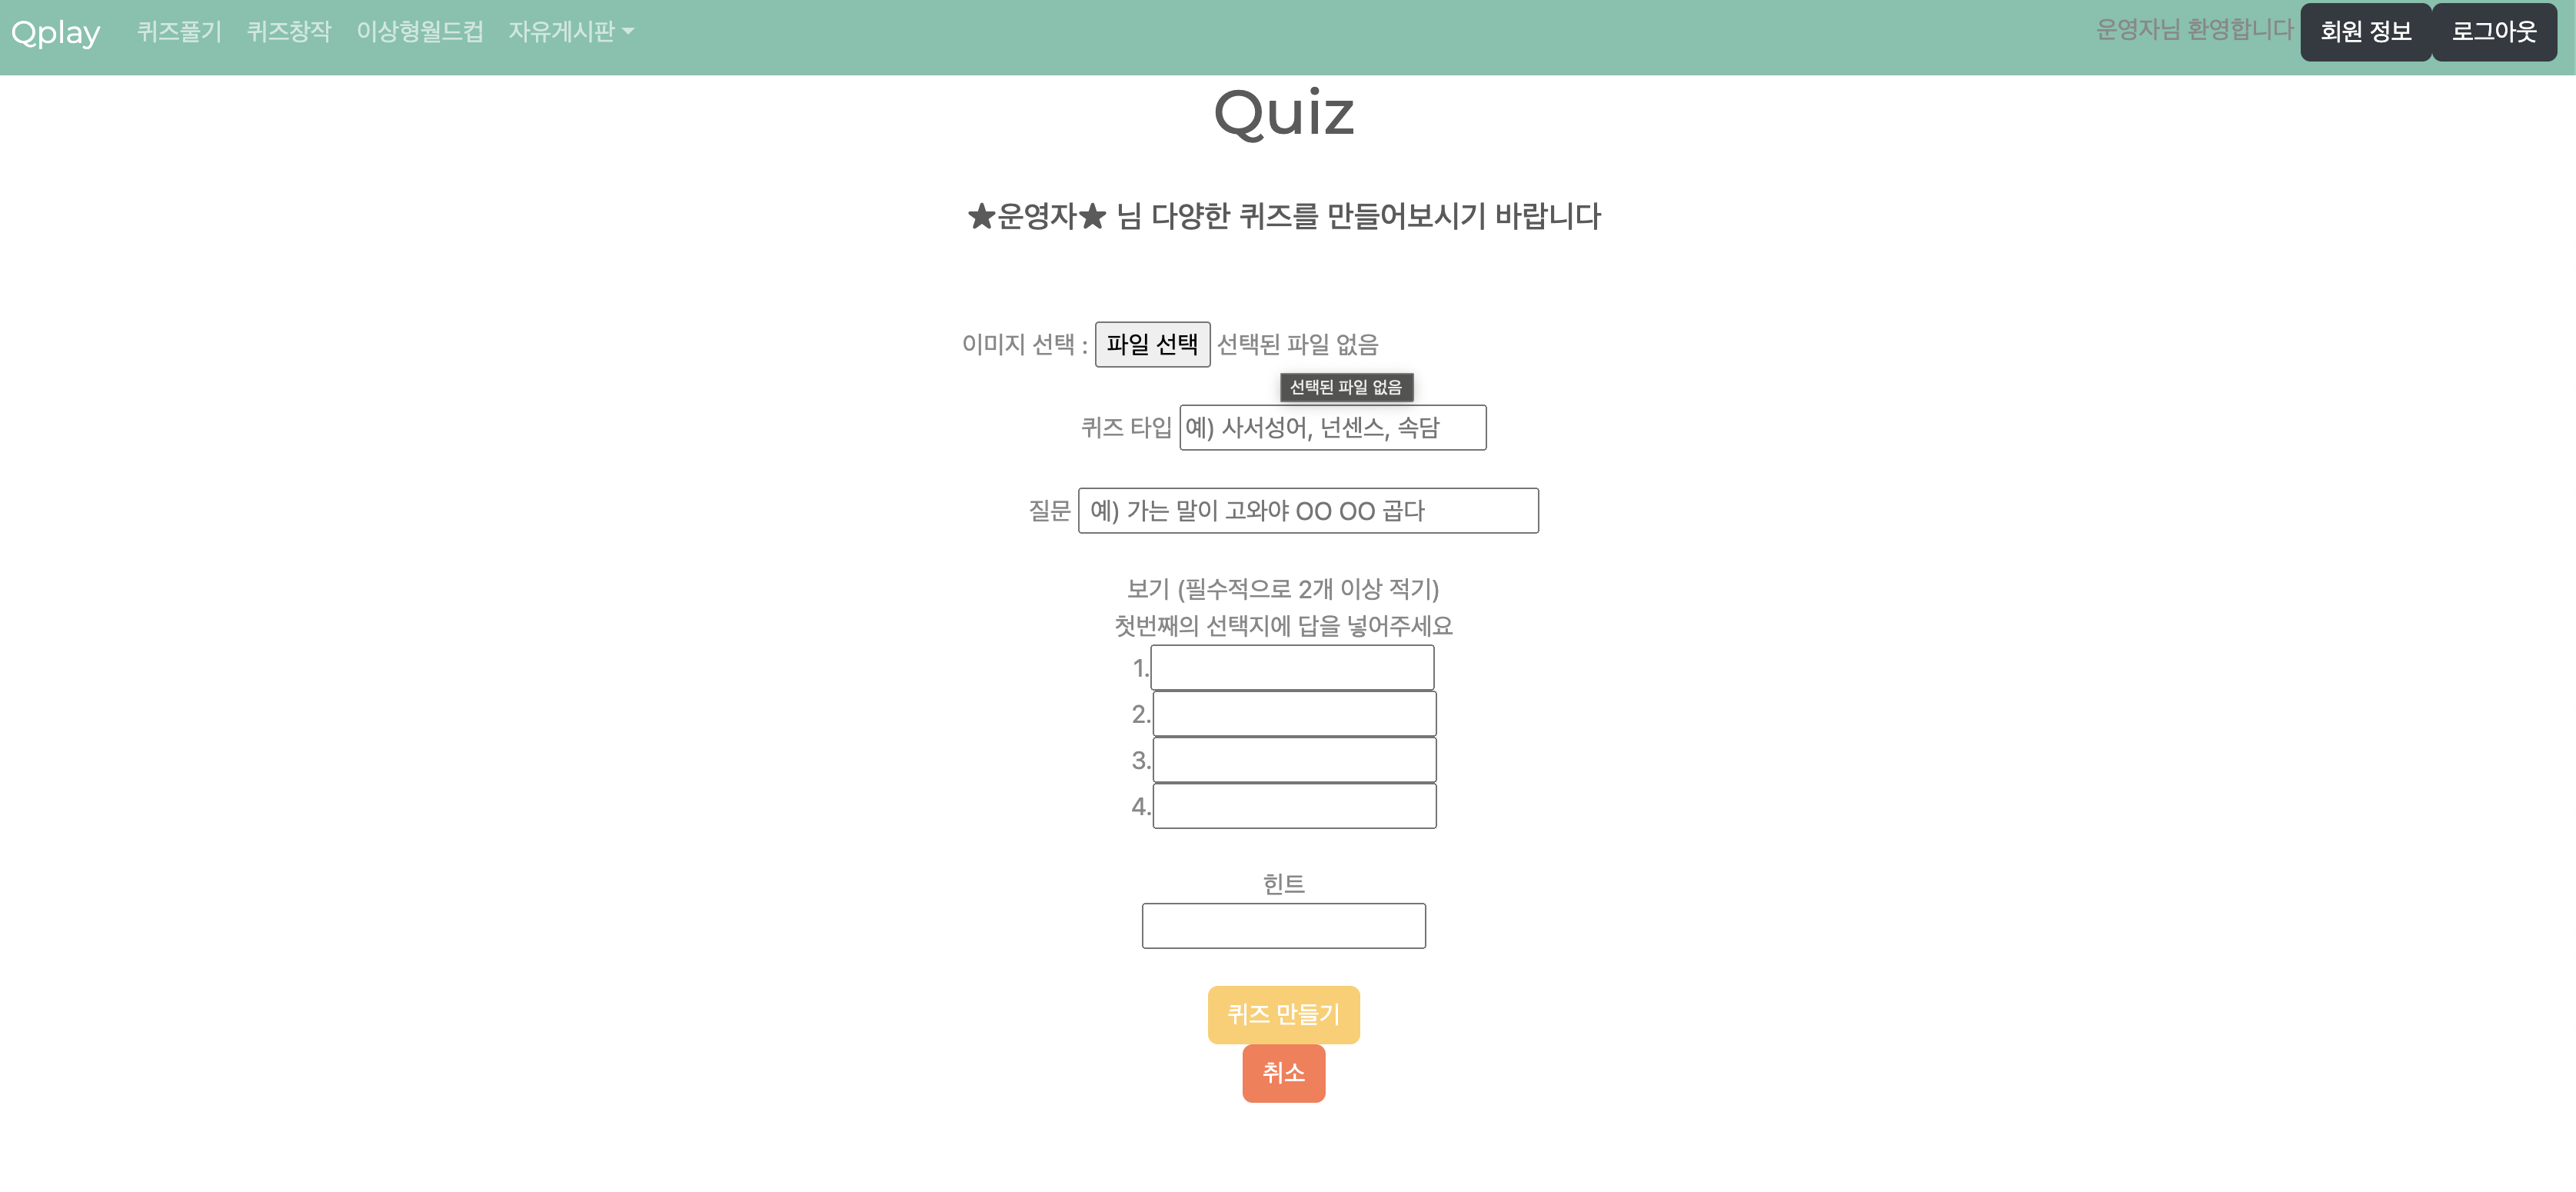 Qplay 퀴즈풀기 퀴즈창작 이상형월드컵 자유게시판 운영자님 환영합니다 회원 정보 로그아웃
Quiz
★운영자★ 님 다양한 퀴즈를 만들어보시기 바랍니다
이미지 선택 : 파일 선택 선택된 파일 없음
선택된 파일 없음
퀴즈 타입 예) 사서성어, 넌센스, 속담
질문 예) 가는 말이 고와야 OO OO 곱다
보기 (필수적으로 2개 이상 적기)
첫번째의 선택지에 답을 넣어주세요
1.
2.
3.
4.
힌트
퀴즈 만들기
취소